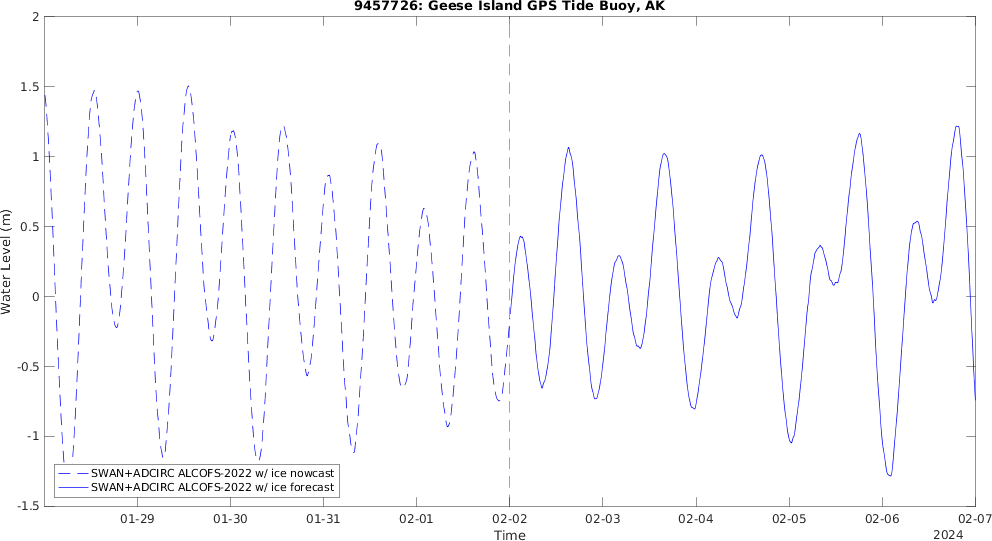 9457726: Geese Island GPS Tide Buoy, AK
2
1.5
1
0.5
0
-0.5
-1
-1.5
Water Level (m)
SWAN+ADCIRC ALCOFS-2022 w/ ice nowcast
SWAN+ADCIRC ALCOFS-2022 w/ ice forecast
01-29 01-30 01-31 02-01 02-02 02-03 02-04 02-05 02-06 02-07
Time
2024